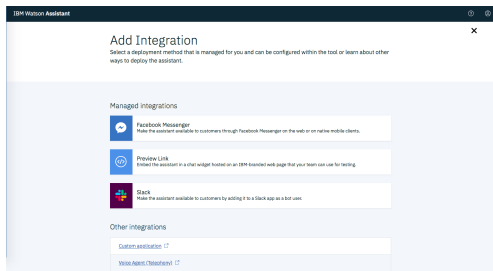 IBM Watson Assistant
Add Integration
Select a deployment method that is managed for you and can be configured within the tool or learn about other
ways to deploy the assistant.
Managed integrations
Facebook Messenger
Make the assistant available to customers through Facebook Messenger on the web or on native mobile clients.
Preview Link
Embed the assistant in a chat widget hosted on an IBM-branded web page that your team can use for testing.
Slack
Make the assistant available to customers by adding it to a Slack app as a bot uses
Other integrations
Custom application
Voice Agent (Telephony)